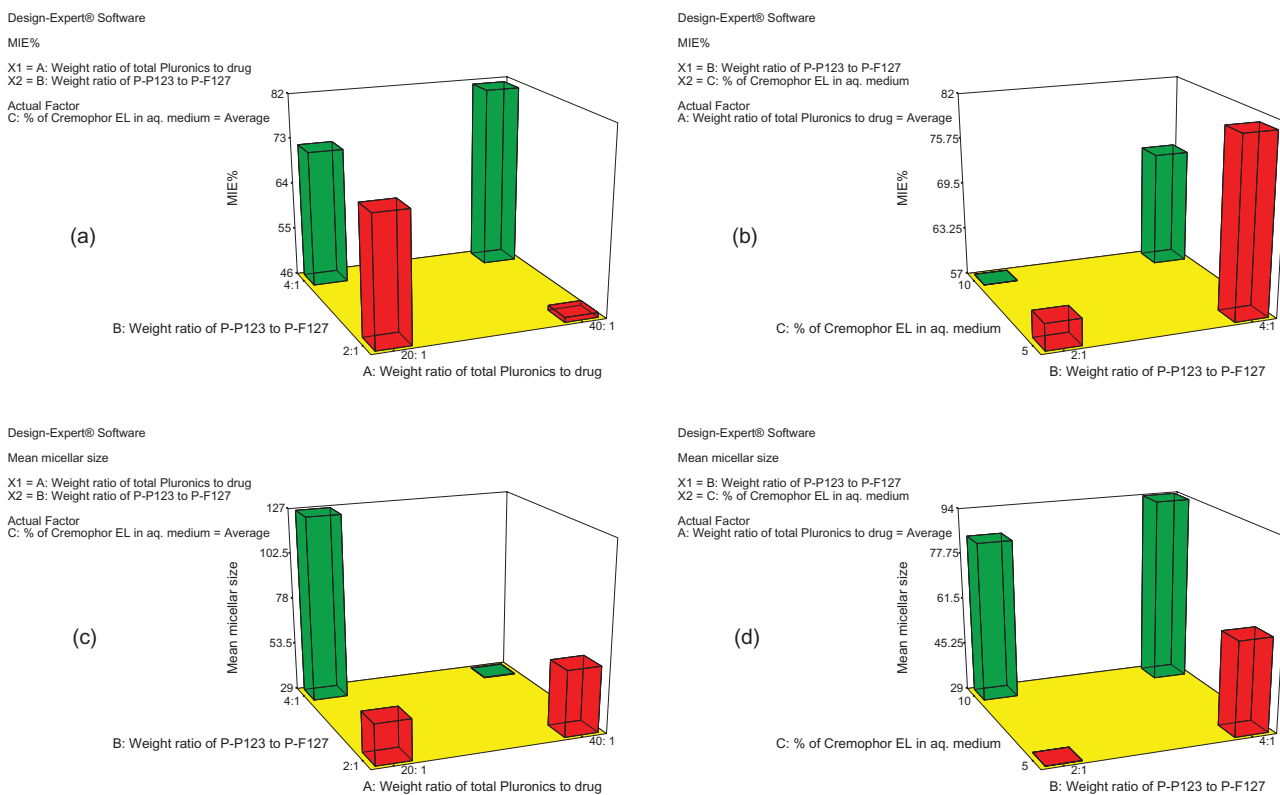 Design-Expert® Software
MIE%
X1 = A: Weight ratio of total Pluronics to drug
X2 = B: Weight ratio of P-P123 to P-F127
Actual Factor
C: % of Cremophor EL in aq. medium = Average
82
73
64
55
46
MIE%
(a)
4:1
2:1
B: Weight ratio of P-P123 to P-F127
20: 1
40: 1
A: Weight ratio of total Pluronics to drug
Design-Expert® Software
MIE%
X1 = B: Weight ratio of P-P123 to P-F127
X2 = C: % of Cremophor EL in aq. medium
Actual Factor
A: Weight ratio of total Pluronics to drug = Average
82
75.75
69.5
63.25
57
MIE%
(b)
10
5
C: % of Cremophor EL in aq. medium
2:1
4:1
B: Weight ratio of P-P123 to P-F127
Design-Expert® Software
Mean micellar size
X1 = A: Weight ratio of total Pluronics to drug
X2 = B: Weight ratio of P-P123 to P-F127
Actual Factor
C: % of Cremophor EL in aq. medium = Average
127
102.5
78
53.5
29
Mean micellar size
(c)
4:1
2:1
B: Weight ratio of P-P123 to P-F127
20: 1
40: 1
A: Weight ratio of total Pluronics to drug
Design-Expert® Software
Mean micellar size
X1 = B: Weight ratio of P-P123 to P-F127
X2 = C: % of Cremophor EL in aq. medium
Actual Factor
A: Weight ratio of total Pluronics to drug = Average
94
77.75
61.5
45.25
29
Mean micellar size
(d)
10
5
C: % of Cremophor EL in aq. medium
2:1
4:1
B: Weight ratio of P-P123 to P-F127